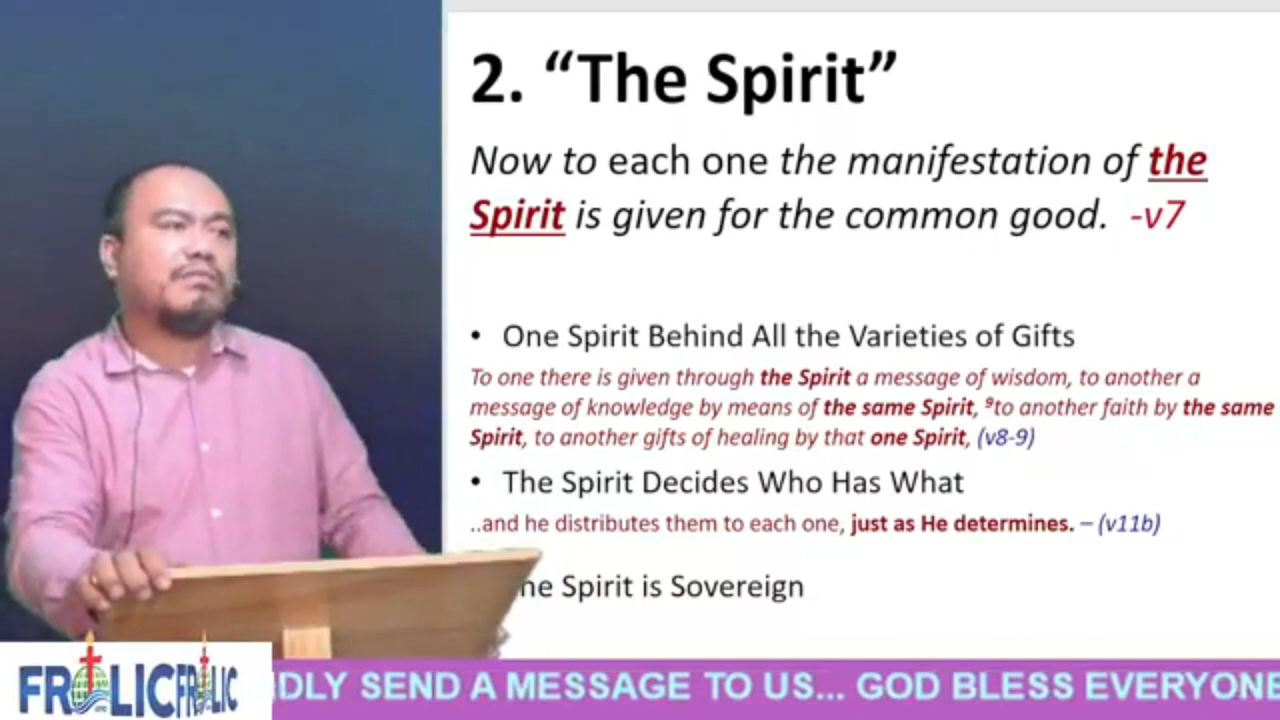 2. “The Spirit”
Now to each one the manifestation of the
Spirit is given for the common good. -v7
• One Spirit Behind All the Varieties of Gifts
To one there is given through the Spirit a message of wisdom, to another a
message of knowledge by means of the same Spirit, ⁹to another faith by the same
Spirit, to another gifts of healing by that one Spirit, (v8-9)
• The Spirit Decides Who Has What
..and he distributes them to each one, just as He determines. – (v11b)
he Spirit is Sovereign
FROLIC FROLIC
DLY SEND A MESSAGE TO US... GOD BLESS EVERYONE